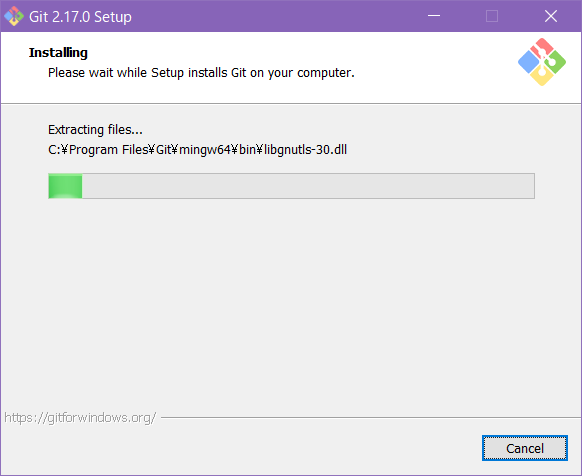 Git 2.17.0 Setup
Installing
Please wait while Setup installs Git on your computer.
Extracting files...
C:¥Program Files¥Git¥mingw64¥bin¥libgnutls-30.dll
https://gitforwindows.org/
Cancel